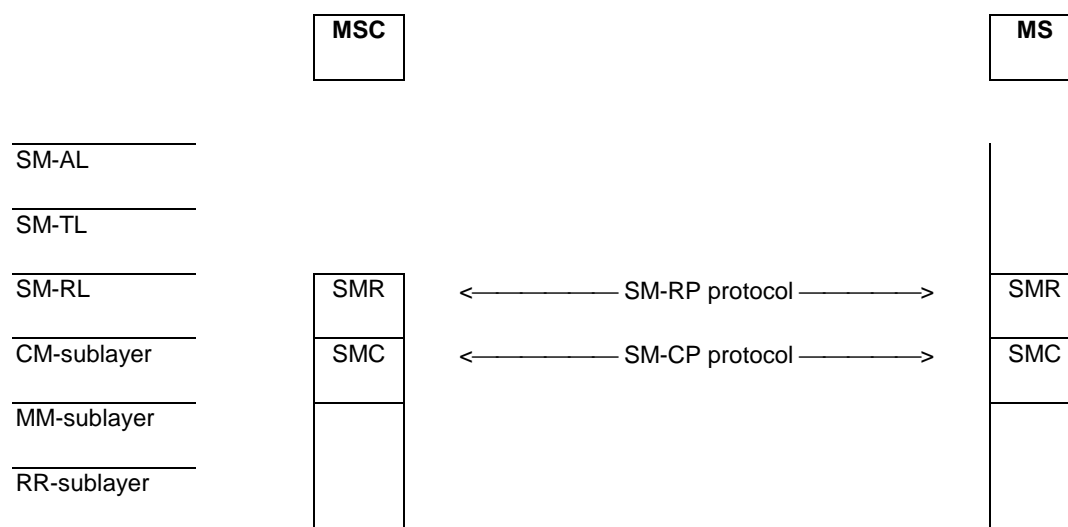 MSC MS
SM-AL
SM-TL
SM-RL SMR <—————— SM-RP protocol ——————> SMR
CM-sublayer SMC <—————— SM-CP protocol ——————> SMC
MM-sublayer
RR-sublayer